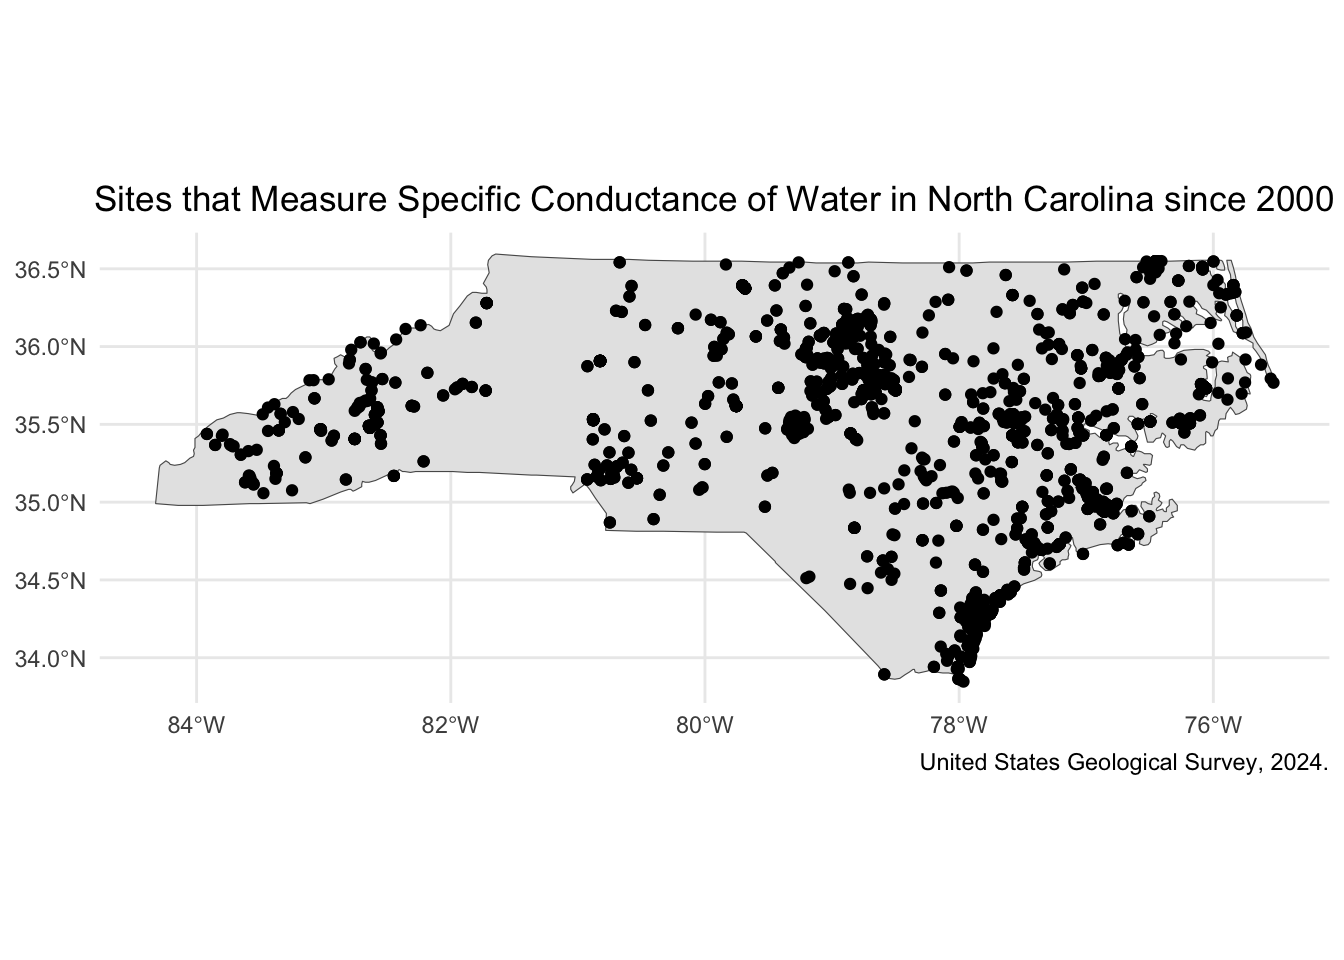 Sites that Measure Specific Conductance of Water in North Carolina since 2000
36.5°N
36.0°N
35.5°N
35.0°N
34.5°N
34.0°N
84°W
82°W
80°W
78°W
76°W
United States Geological Survey, 2024.